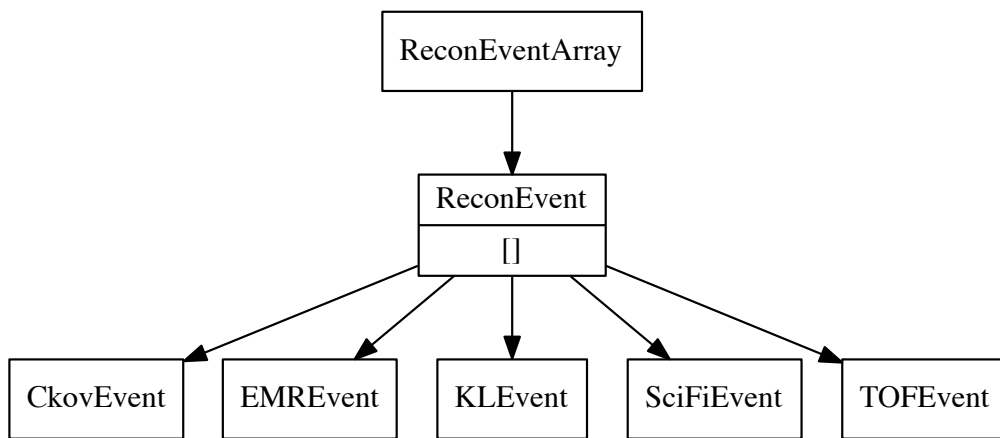 ReconEventArray
ReconEvent
[]
CkovEvent
EMREvent
KLEvent
SciFiEvent
TOFEvent